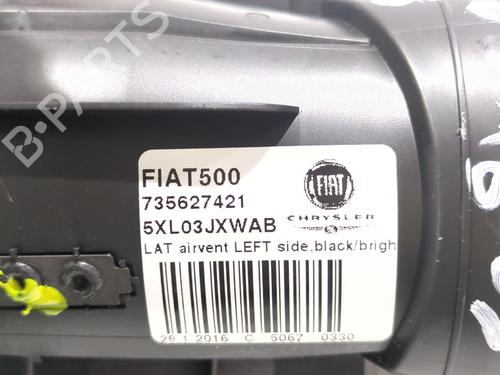 B-PARTS
FIAT500
735627421
5XL03JXWAB
FIAT
CHRYSLER
LAT airvent LEFT side.black/brigh
28.1.2016 C 5067 0330